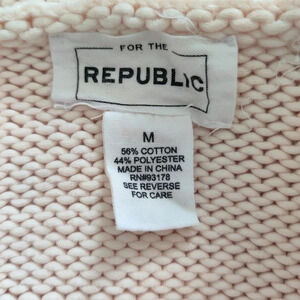 FOR THE
REPUBLIC
M
56% COTTON
44% POLYESTER
MADE IN CHINA
RN#93178
SEE REVERSE
FOR CARE